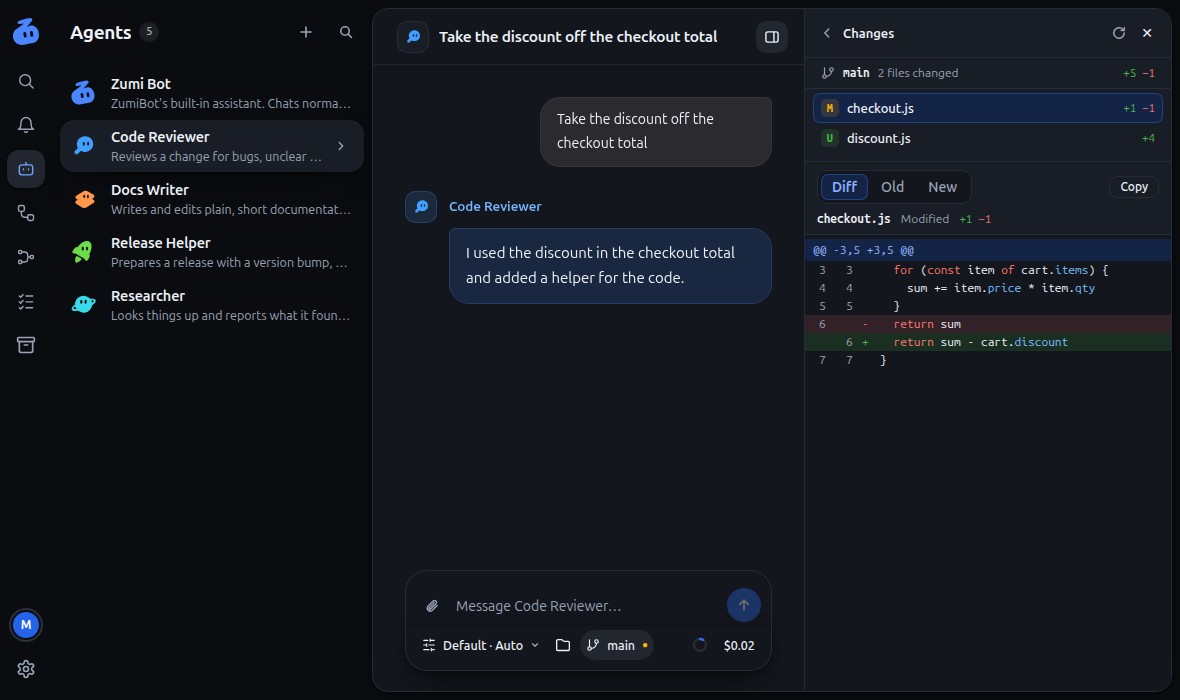 Agents 5
Zumi Bot
ZumiBot's built-in assistant. Chats norma…
Code Reviewer
Reviews a change for bugs, unclear …
Docs Writer
Writes and edits plain, short documentat…
Release Helper
Prepares a release with a version bump, …
Researcher
Looks things up and reports what it foun…
M
Take the discount off the checkout total
Take the discount off the
checkout total
Code Reviewer
I used the discount in the checkout total
and added a helper for the code.
Message Code Reviewer…
Default · Auto
main
$0.02
Changes
main 2 files changed +5 −1
M checkout.js +1 −1
U discount.js +4
Diff Old New Copy
checkout.js Modified +1 −1
@@ -3,5 +3,5 @@
3 3 for (const item of cart.items) {
4 4 sum += item.price * item.qty
5 5 }
6 - return sum
6 + return sum - cart.discount
7 7 }